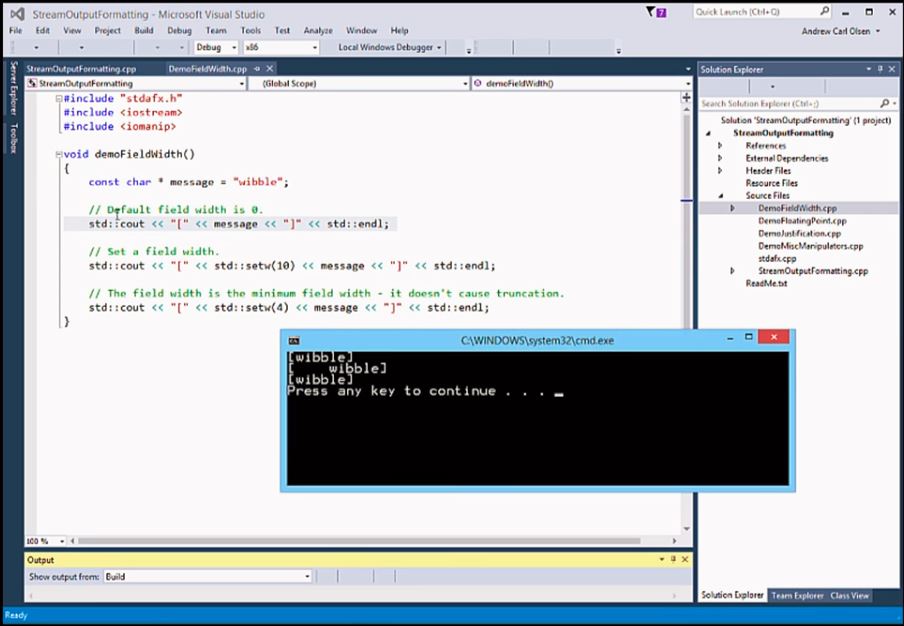 StreamOutputFormatting - Microsoft Visual Studio
7
Quick Launch (Ctrl+Q)
File Edit View Project Build Debug Team Tools Test Analyze Window Help
Andrew Carl Olsen
Debug x86 Local Windows Debugger
Server Explorer
Toolbox
StreamOutputFormatting.cpp DemoFieldWidth.cpp
StreamOutputFormatting (Global Scope) demoFieldWidth()
#include "stdafx.h"
#include <iostream>
#include <iomanip>
void demoFieldWidth()
{
const char * message = "wibble";
// Default field width is 0.
std::cout << "[" << message << "]" << std::endl;
// Set a field width.
std::cout << "[" << std::setw(10) << message << "]" << std::endl;
// The field width is the minimum field width - it doesn't cause truncation.
std::cout << "[" << std::setw(4) << message << "]" << std::endl;
}
C:\WINDOWS\system32\cmd.exe
[wibble]
[    wibble]
[wibble]
Press any key to continue . . . _
100 %
Output
Show output from: Build
Solution Explorer
Search Solution Explorer (Ctrl+;)
Solution 'StreamOutputFormatting' (1 project)
StreamOutputFormatting
References
External Dependencies
Header Files
Resource Files
Source Files
DemoFieldWidth.cpp
DemoFloatingPoint.cpp
DemoJustification.cpp
DemoMiscManipulators.cpp
stdafx.cpp
StreamOutputFormatting.cpp
ReadMe.txt
Solution Explorer Team Explorer Class View
Ready